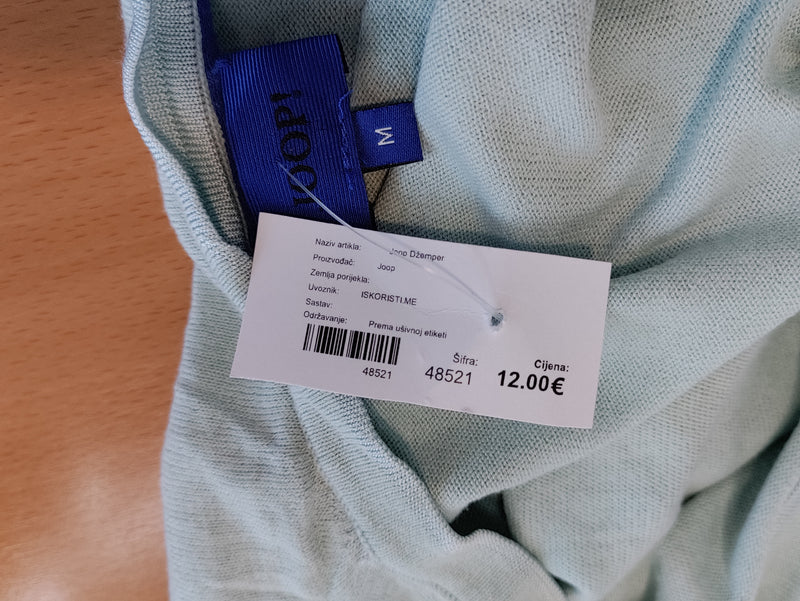 JOOP!
M
Naziv artikla: Joop Džemper
Proizvođač: Joop
Zemlja porijekla:
Uvoznik: ISKORISTI.ME
Sastav:
Održavanje: Prema ušivnoj etiketi
48521
Šifra:
48521
Cijena:
12.00€